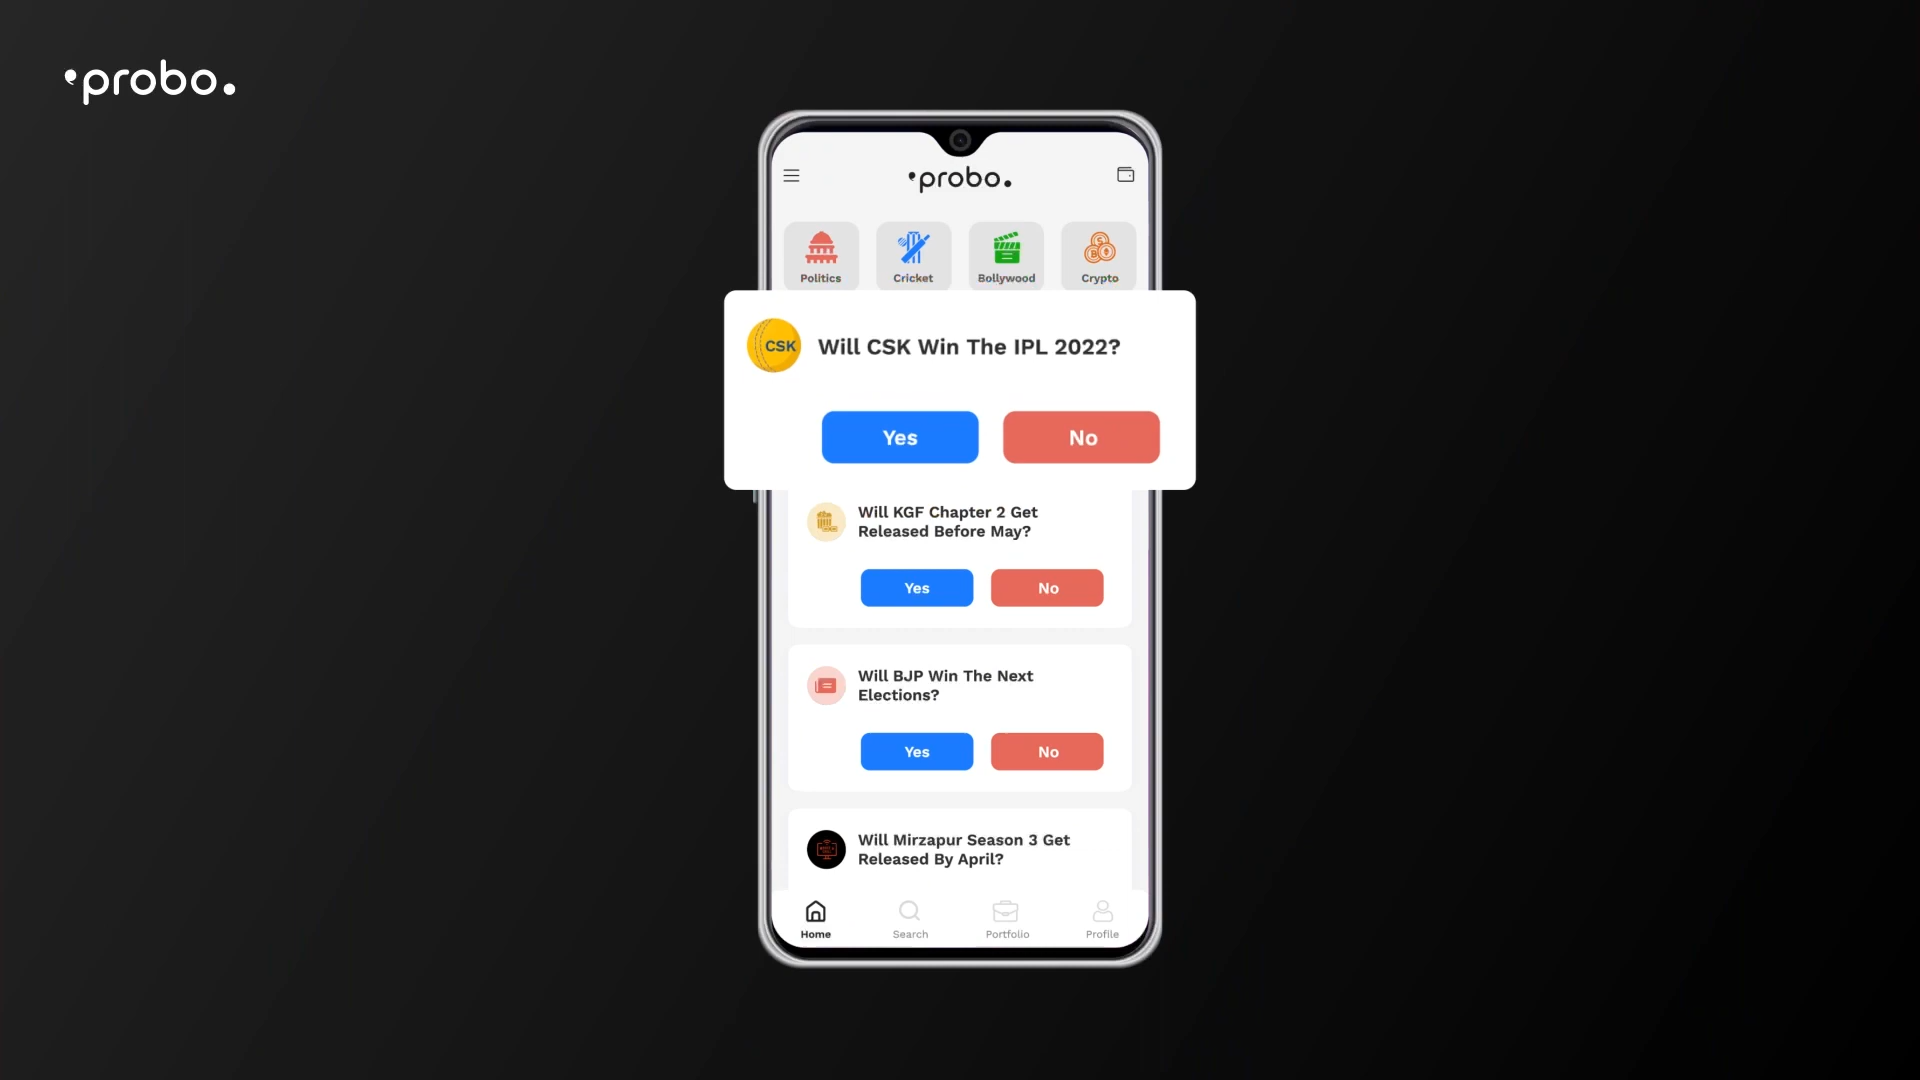 probo.
probo.
Politics
Cricket
Bollywood
Crypto
CSK
Will CSK Win The IPL 2022?
Yes
No
Will KGF Chapter 2 Get
Released Before May?
Yes
No
Will BJP Win The Next
Elections?
Yes
No
Will Mirzapur Season 3 Get
Released By April?
Home
Search
Portfolio
Profile